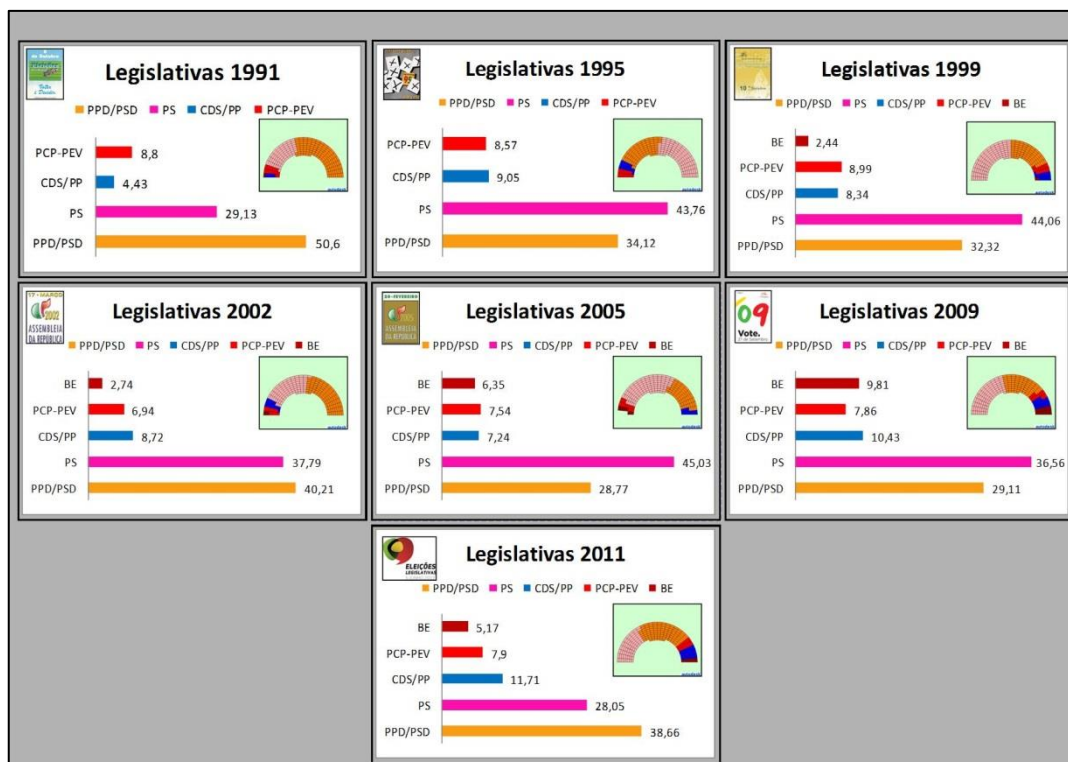 Legislativas 1991
PPD/PSD PS CDS/PP PCP-PEV
PCP-PEV 8,8
CDS/PP 4,43
PS 29,13
PPD/PSD 50,6
Legislativas 1995
PPD/PSD PS CDS/PP PCP-PEV
PCP-PEV 8,57
CDS/PP 9,05
PS 43,76
PPD/PSD 34,12
Legislativas 1999
PPD/PSD PS CDS/PP PCP-PEV BE
BE 2,44
PCP-PEV 8,99
CDS/PP 8,34
PS 44,06
PPD/PSD 32,32
17 - MARÇO
2002
ASSEMBLEIA
DA REPUBLICA
Legislativas 2002
PPD/PSD PS CDS/PP PCP-PEV BE
BE 2,74
PCP-PEV 6,94
CDS/PP 8,72
PS 37,79
PPD/PSD 40,21
2005
ASSEMBLEIA
DA REPUBLICA
Legislativas 2005
PPD/PSD PS CDS/PP PCP-PEV BE
BE 6,35
PCP-PEV 7,54
CDS/PP 7,24
PS 45,03
PPD/PSD 28,77
'09
Vote.
Legislativas 2009
PPD/PSD PS CDS/PP PCP-PEV BE
BE 9,81
PCP-PEV 7,86
CDS/PP 10,43
PS 36,56
PPD/PSD 29,11
ELEIÇÕES
LEGISLATIVAS
Legislativas 2011
PPD/PSD PS CDS/PP PCP-PEV BE
BE 5,17
PCP-PEV 7,9
CDS/PP 11,71
PS 28,05
PPD/PSD 38,66